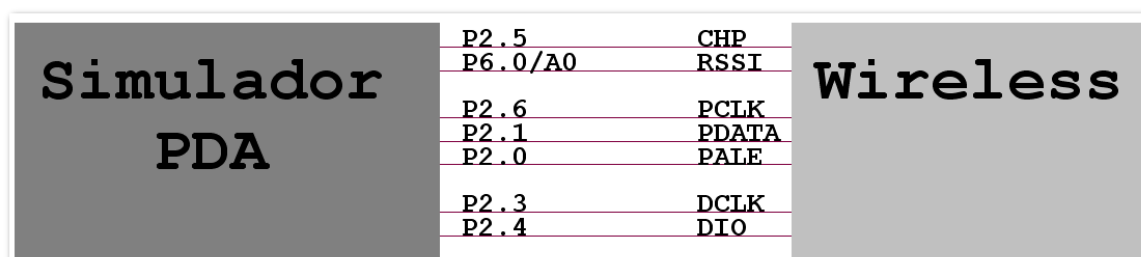 Simulador
PDA
P2.5 CHP
P6.0/A0 RSSI
P2.6 PCLK
P2.1 PDATA
P2.0 PALE
P2.3 DCLK
P2.4 DIO
Wireless